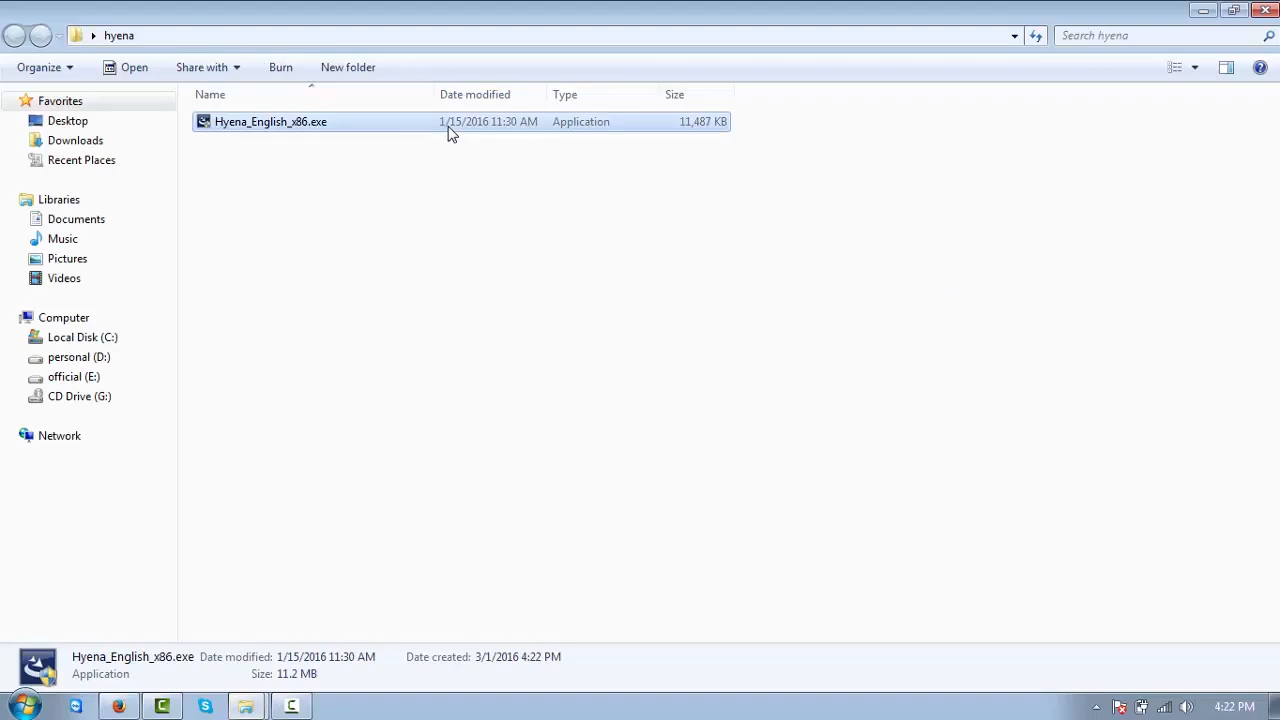 hyena
Search hyena
Organize Open Share with Burn New folder
Name Date modified Type Size
Hyena_English_x86.exe 1/15/2016 11:30 AM Application 11,487 KB
Favorites
Desktop
Downloads
Recent Places
Libraries
Documents
Music
Pictures
Videos
Computer
Local Disk (C:)
personal (D:)
official (E:)
CD Drive (G:)
Network
Hyena_English_x86.exe Date modified: 1/15/2016 11:30 AM Date created: 3/1/2016 4:22 PM
Application Size: 11.2 MB
4:22 PM